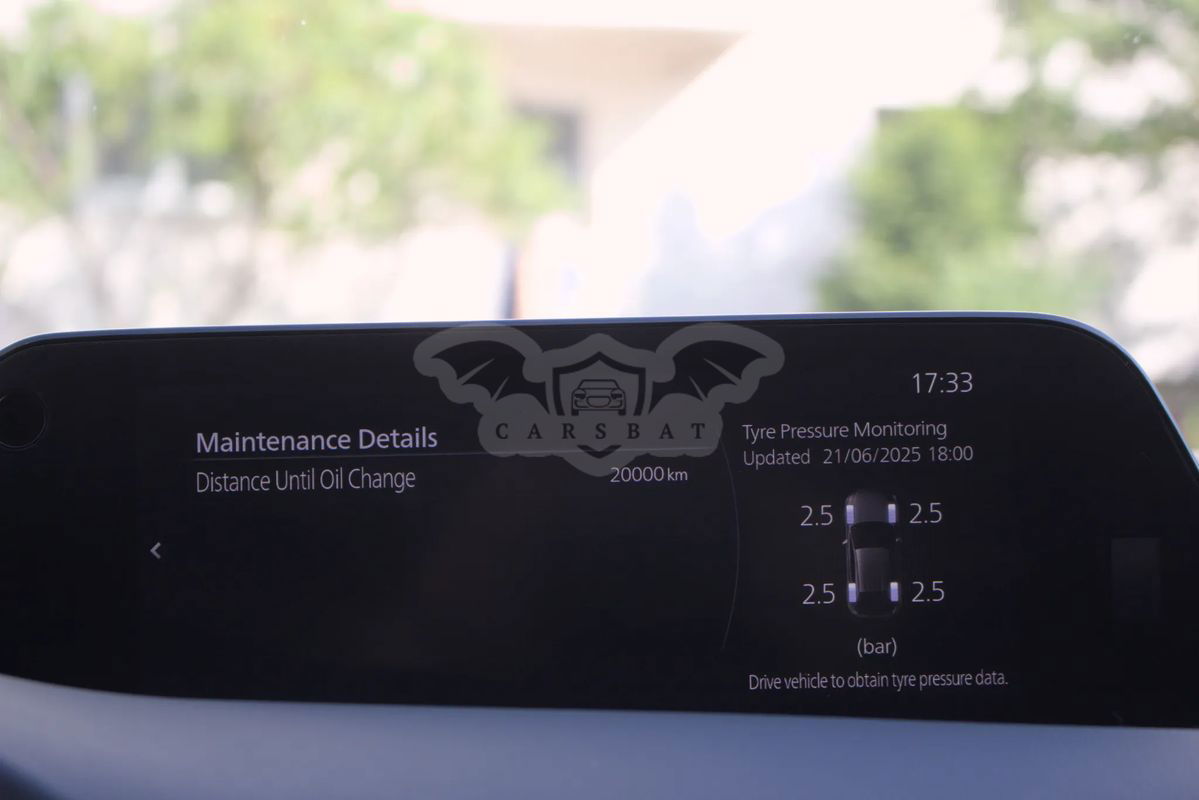 CARSBAT
17:33
Maintenance Details
Distance Until Oil Change 20000 km
Tyre Pressure Monitoring
Updated 21/06/2025 18:00
2.5 2.5
2.5 2.5
(bar)
Drive vehicle to obtain tyre pressure data.